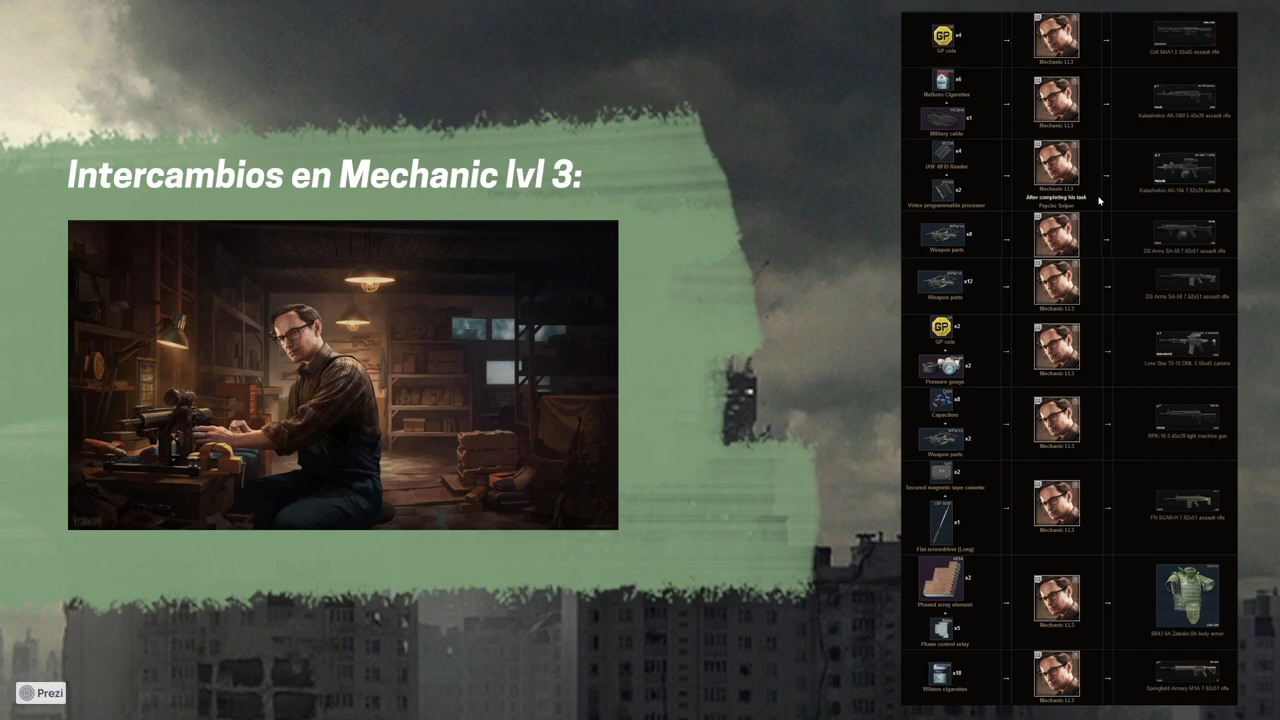 Intercambios en Mechanic lvl 3:
GP
x4
GP coin
Mechanic LL3
Colt M4A1 5.56x45 assault rifle
x6
Malboro Cigarettes
+
x1
Military cable
Mechanic LL3
Kalashnikov AK-74M 5.45x39 assault rifle
x4
UHF RFID Reader
+
x2
Virtex programmable processor
Mechanic LL3
After completing his task
Psycho Sniper
Kalashnikov AK-104 7.62x39 assault rifle
x8
Weapon parts
DS Arms SA-58 7.62x51 assault rifle
x12
Weapon parts
Mechanic LL3
DS Arms SA-58 7.62x51 assault rifle
GP
x2
GP coin
+
x2
Pressure gauge
Mechanic LL3
Lone Star TX-15 DML 5.56x45 carbine
x8
Capacitors
+
x2
Weapon parts
Mechanic LL3
RPK-16 5.45x39 light machine gun
x2
Secured magnetic tape cassette
+
x1
Flat screwdriver (Long)
Mechanic LL3
FN SCAR-H 7.62x51 assault rifle
x2
Phased array element
+
x5
Phase control relay
Mechanic LL3
6B43 6A Zabralo-Sh body armor
x10
Wilston cigarettes
Mechanic LL3
Springfield Armory M1A 7.62x51 rifle
Prezi